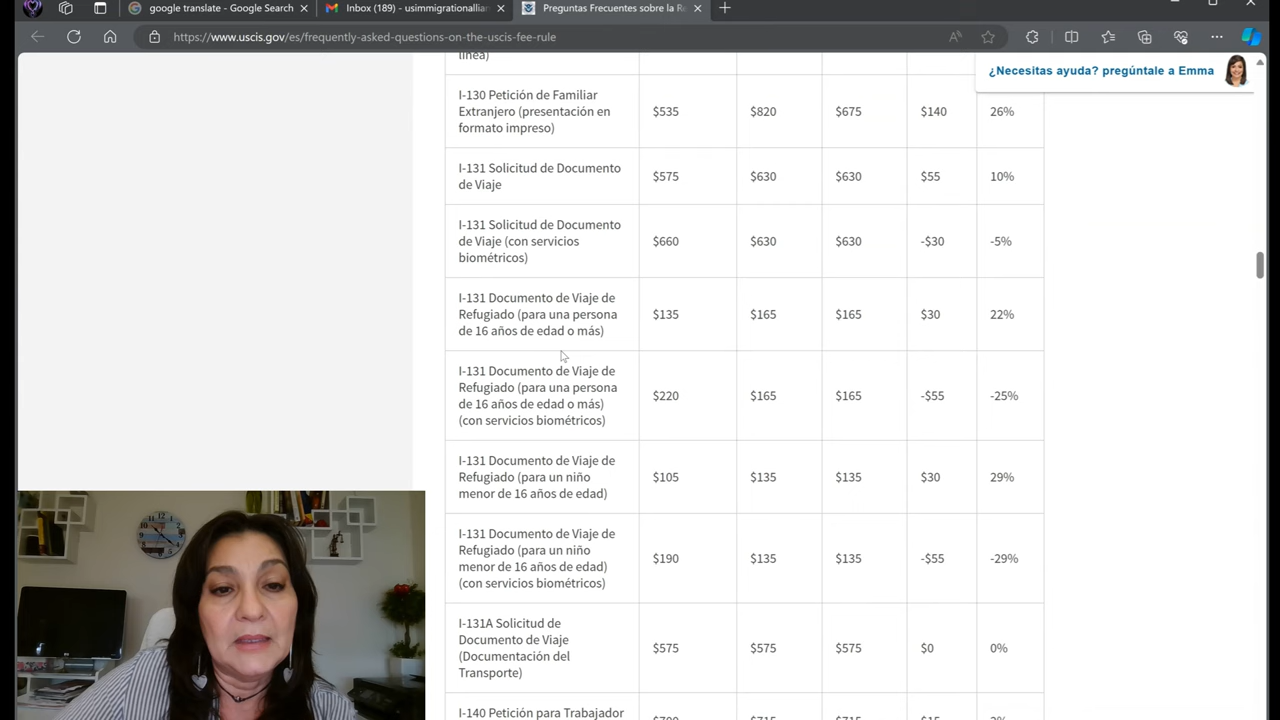 google translate - Google Search
Inbox (189) - usimmigrationallian
Preguntas Frecuentes sobre la Re
https://www.uscis.gov/es/frequently-asked-questions-on-the-uscis-fee-rule
¿Necesitas ayuda? pregúntale a Emma
línea)
I-130 Petición de Familiar
Extranjero (presentación en
formato impreso)
$535 $820 $675 $140 26%
I-131 Solicitud de Documento
de Viaje
$575 $630 $630 $55 10%
I-131 Solicitud de Documento
de Viaje (con servicios
biométricos)
$660 $630 $630 -$30 -5%
I-131 Documento de Viaje de
Refugiado (para una persona
de 16 años de edad o más)
$135 $165 $165 $30 22%
I-131 Documento de Viaje de
Refugiado (para una persona
de 16 años de edad o más)
(con servicios biométricos)
$220 $165 $165 -$55 -25%
I-131 Documento de Viaje de
Refugiado (para un niño
menor de 16 años de edad)
$105 $135 $135 $30 29%
I-131 Documento de Viaje de
Refugiado (para un niño
menor de 16 años de edad)
(con servicios biométricos)
$190 $135 $135 -$55 -29%
I-131A Solicitud de
Documento de Viaje
(Documentación del
Transporte)
$575 $575 $575 $0 0%
I-140 Petición para Trabajador